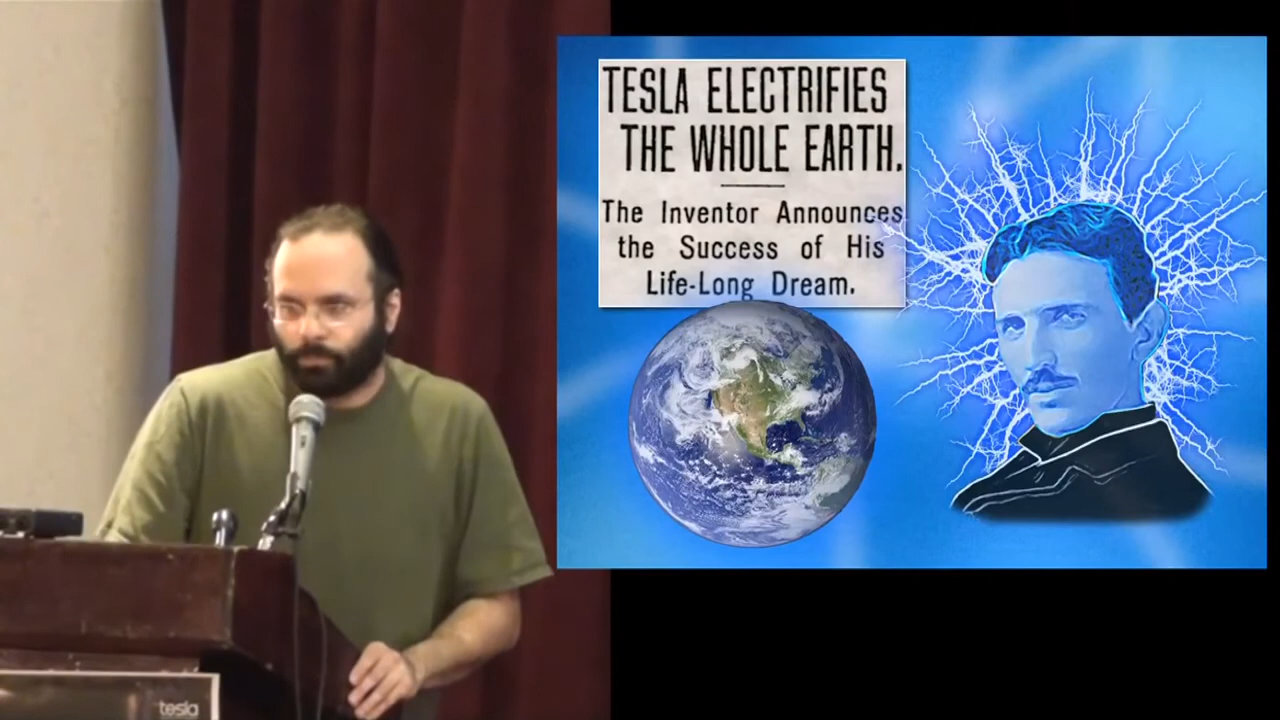 TESLA ELECTRIFIES
THE WHOLE EARTH.
The Inventor Announces
the Success of His
Life-Long Dream.
tesla